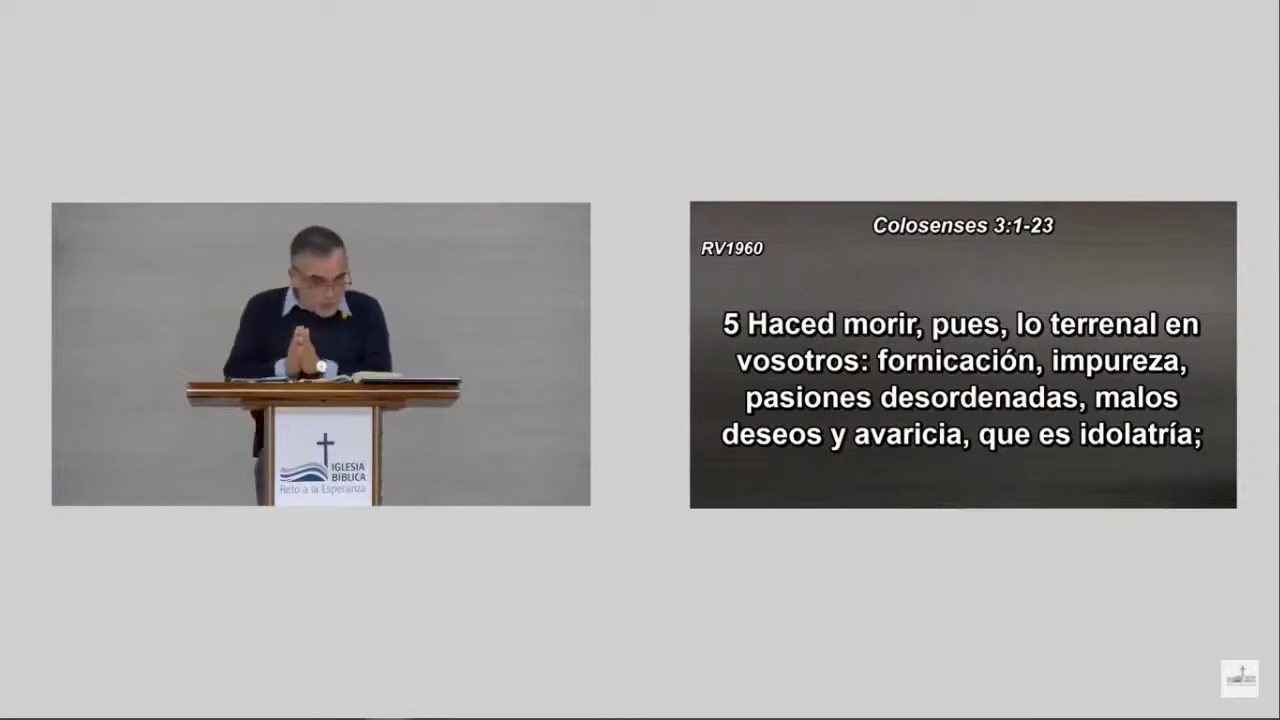 IGLESIA
BÍBLICA
Reto a la Esperanza
Colosenses 3:1-23
RV1960
5 Haced morir, pues, lo terrenal en
vosotros: fornicación, impureza,
pasiones desordenadas, malos
deseos y avaricia, que es idolatría;